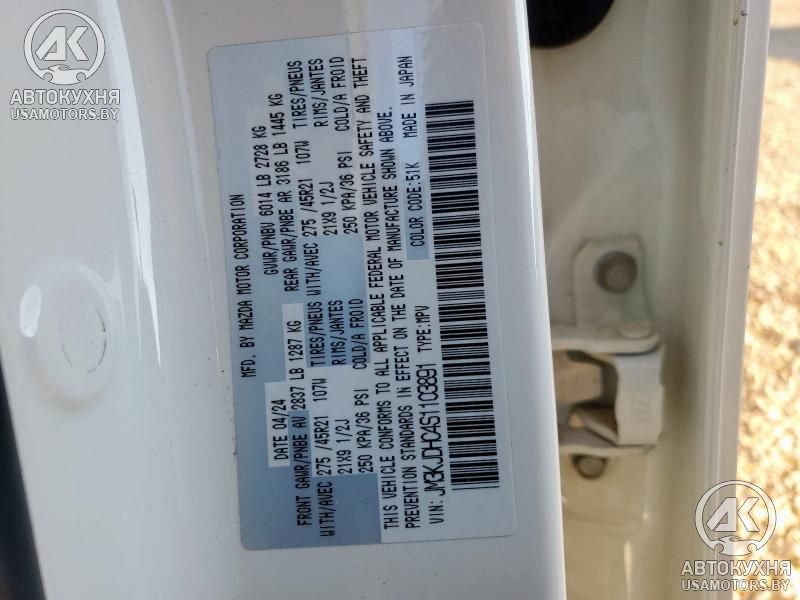 AK
АВТОКУХНЯ
USAMOTORS.BY
MFD. BY MAZDA MOTOR CORPORATION
DATE 04/24 GVWR/PNBV 6014 LB 2728 KG
FRONT GAWR/PNBE AV 2837 LB 1287 KG REAR GAWR/PNBE AR 3186 LB 1445 KG
WITH/AVEC 275 /45R21 107W TIRES/PNEUS WITH/AVEC 275 /45R21 107W TIRES/PNEUS
21X9 1/2J RIMS/JANTES 21X9 1/2J RIMS/JANTES
250 KPA/36 PSI COLD/A FROID 250 KPA/36 PSI COLD/A FROID
THIS VEHICLE CONFORMS TO ALL APPLICABLE FEDERAL MOTOR VEHICLE SAFETY AND THEFT
PREVENTION STANDARDS IN EFFECT ON THE DATE OF MANUFACTURE SHOWN ABOVE.
VIN: JM3KJDHC4S1103891 TYPE:MPV COLOR CODE:51K MADE IN JAPAN
AK
АВТОКУХНЯ
USAMOTORS.BY